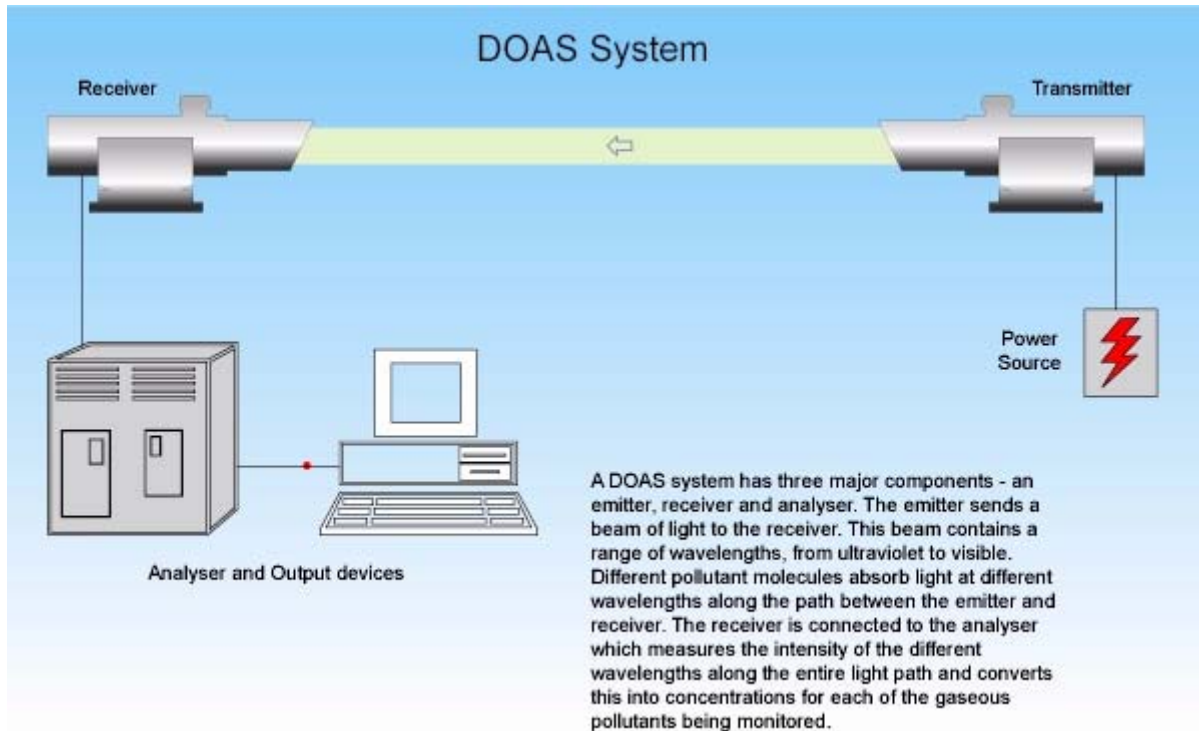 DOAS System
Receiver
Transmitter
Power
Source
Analyser and Output devices
A DOAS system has three major components - an
emitter, receiver and analyser. The emitter sends a
beam of light to the receiver. This beam contains a
range of wavelengths, from ultraviolet to visible.
Different pollutant molecules absorb light at different
wavelengths along the path between the emitter and
receiver. The receiver is connected to the analyser
which measures the intensity of the different
wavelengths along the entire light path and converts
this into concentrations for each of the gaseous
pollutants being monitored.